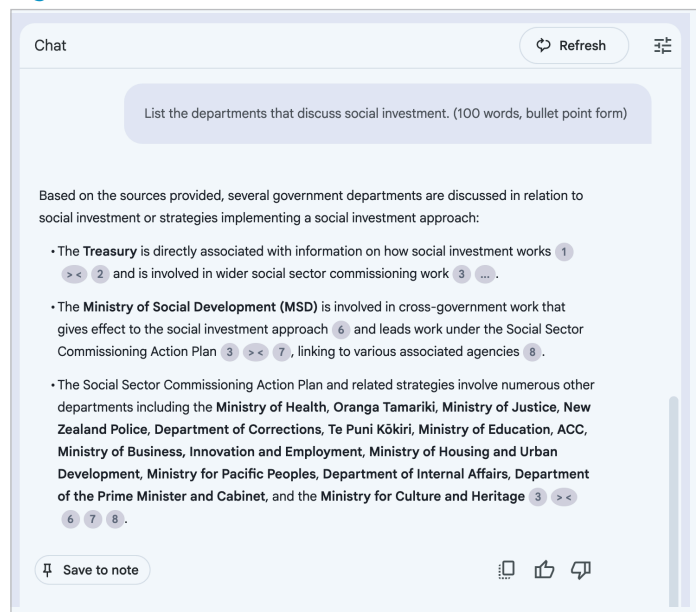 Chat
Refresh
List the departments that discuss social investment. (100 words, bullet point form)
Based on the sources provided, several government departments are discussed in relation to
social investment or strategies implementing a social investment approach:
• The Treasury is directly associated with information on how social investment works 1
> < 2 and is involved in wider social sector commissioning work 3 ... .
• The Ministry of Social Development (MSD) is involved in cross-government work that
gives effect to the social investment approach 6 and leads work under the Social Sector
Commissioning Action Plan 3 > < 7 , linking to various associated agencies 8 .
• The Social Sector Commissioning Action Plan and related strategies involve numerous other
departments including the Ministry of Health, Oranga Tamariki, Ministry of Justice, New
Zealand Police, Department of Corrections, Te Puni Kōkiri, Ministry of Education, ACC,
Ministry of Business, Innovation and Employment, Ministry of Housing and Urban
Development, Ministry for Pacific Peoples, Department of Internal Affairs, Department
of the Prime Minister and Cabinet, and the Ministry for Culture and Heritage 3 > <
6 7 8 .
Save to note